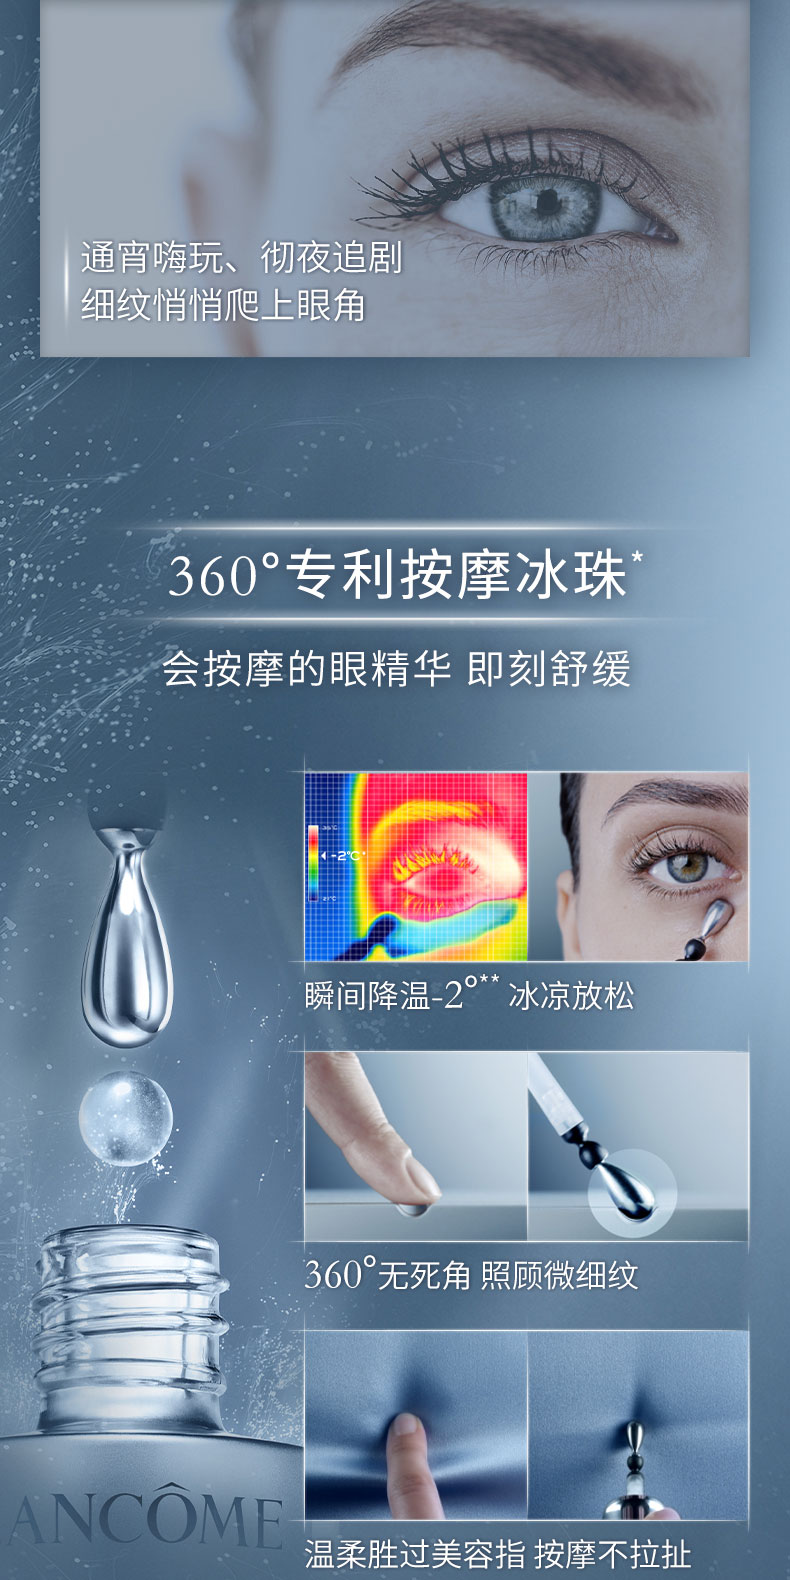 通宵嗨玩、彻夜追剧
细纹悄悄爬上眼角
360°专利按摩冰珠*
会按摩的眼精华 即刻舒缓
-2°C*
瞬间降温-2°** 冰凉放松
360°无死角 照顾微细纹
ANCÔME
温柔胜过美容指 按摩不拉扯